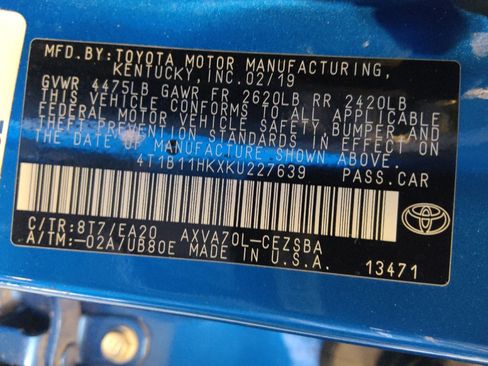 MFD.BY:TOYOTA MOTOR MANUFACTURING,
KENTUCKY, INC.02/19
GVWR 4475LB GAWR FR 2620LB RR 2420LB
THIS VEHICLE CONFORMS TO ALL APPLICABLE
FEDERAL MOTOR VEHICLE SAFETY, BUMPER AND
THEFT PREVENTION STANDARDS IN EFFECT ON
THE DATE OF MANUFACTURE SHOWN ABOVE.
4T1B11HKXKU227639 PASS.CAR
C/TR:8T7/EA20 AXVA70L-CEZSBA
A/TM:-02A/UB80E MADE IN U.S.A.
TOYOTA
13471